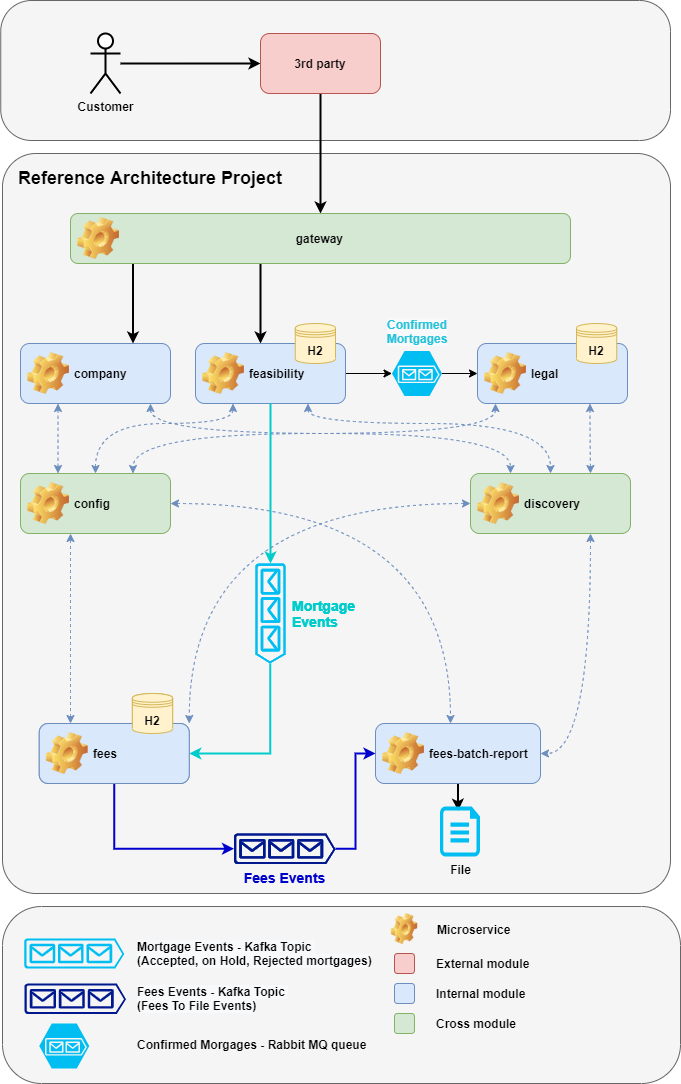 Customer
3rd party
Reference Architecture Project
gateway
Confirmed
Mortgages
H2
H2
company
feasibility
legal
config
discovery
Mortgage
Events
H2
fees
fees-batch-report
File
Fees Events
Mortgage Events - Kafka Topic
(Accepted, on Hold, Rejected mortgages)
Fees Events - Kafka Topic
(Fees To File Events)
Confirmed Morgages - Rabbit MQ queue
Microservice
External module
Internal module
Cross module